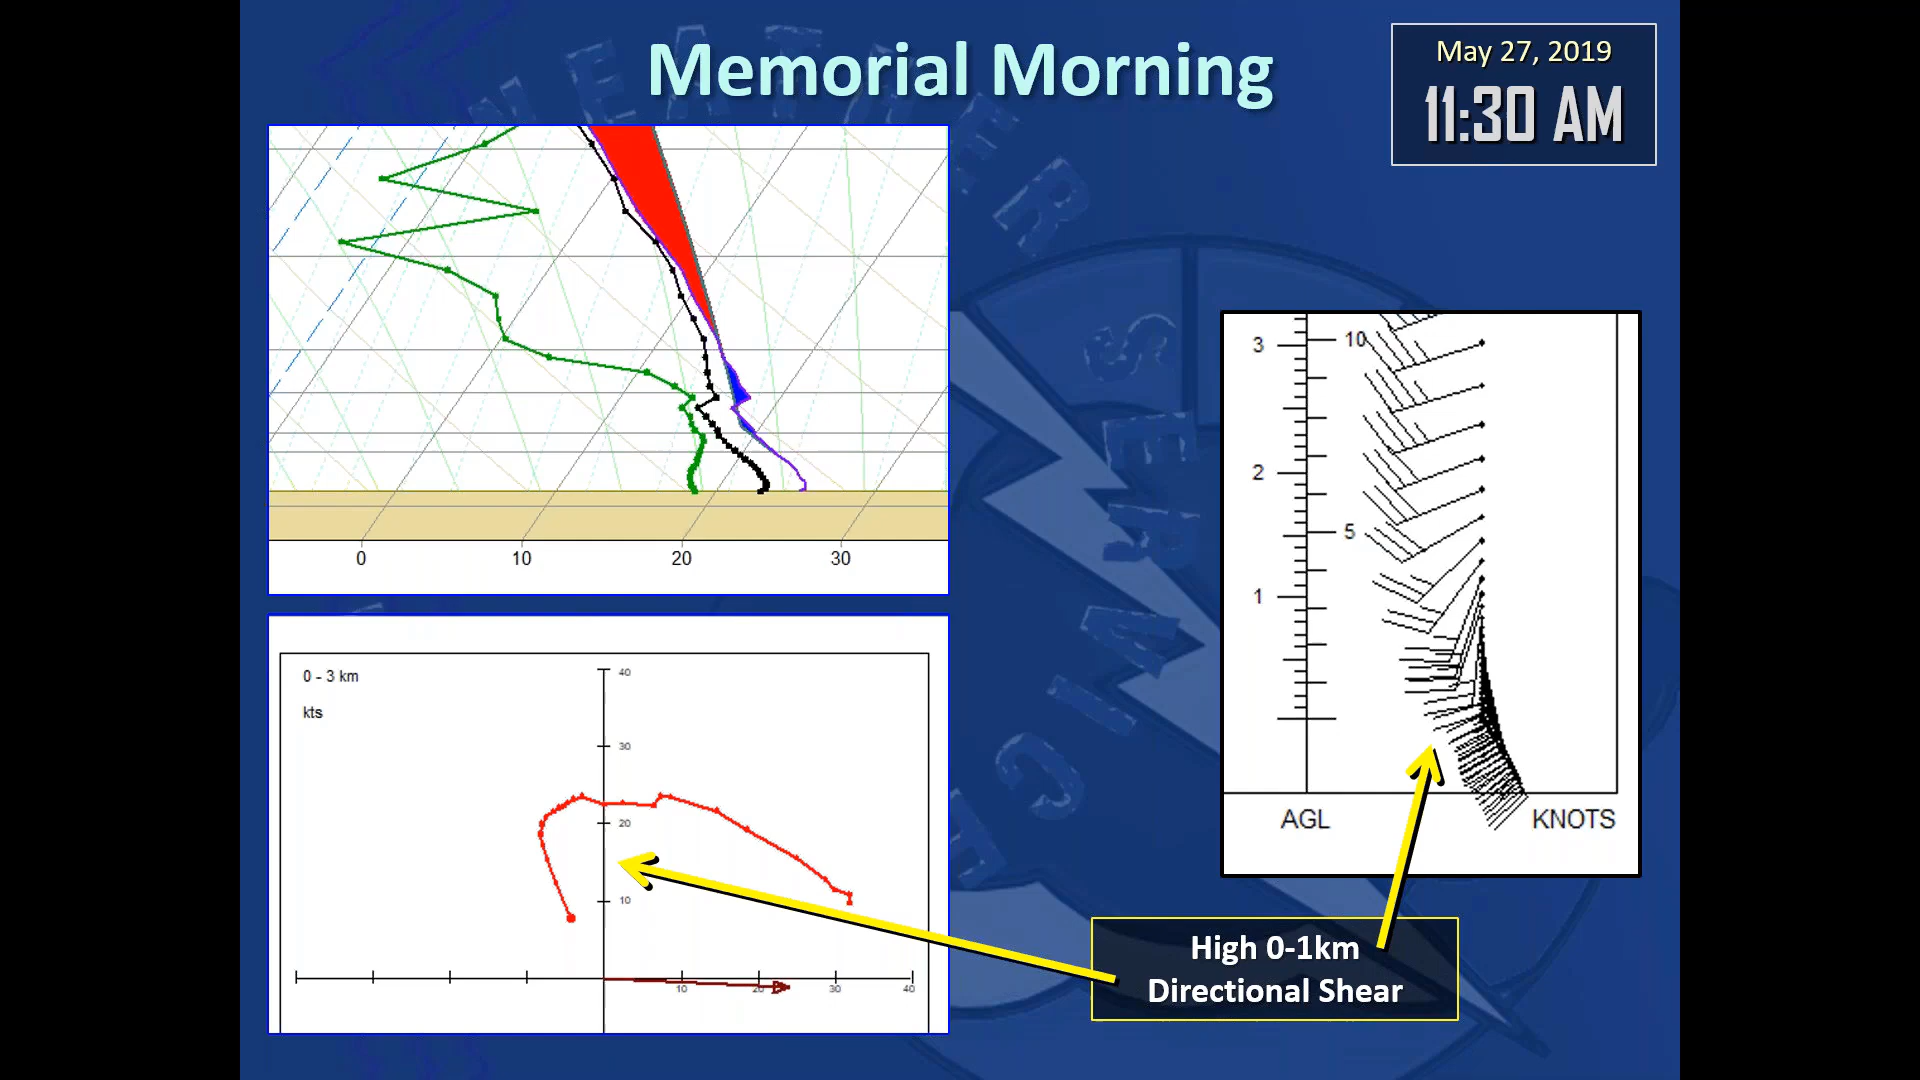 Memorial Morning
May 27, 2019
11:30 AM
0 10 20 30
3 10
2
5
1
AGL KNOTS
0 - 3 km
kts
40
30
20
10
10 20 30 40
High 0-1km
Directional Shear